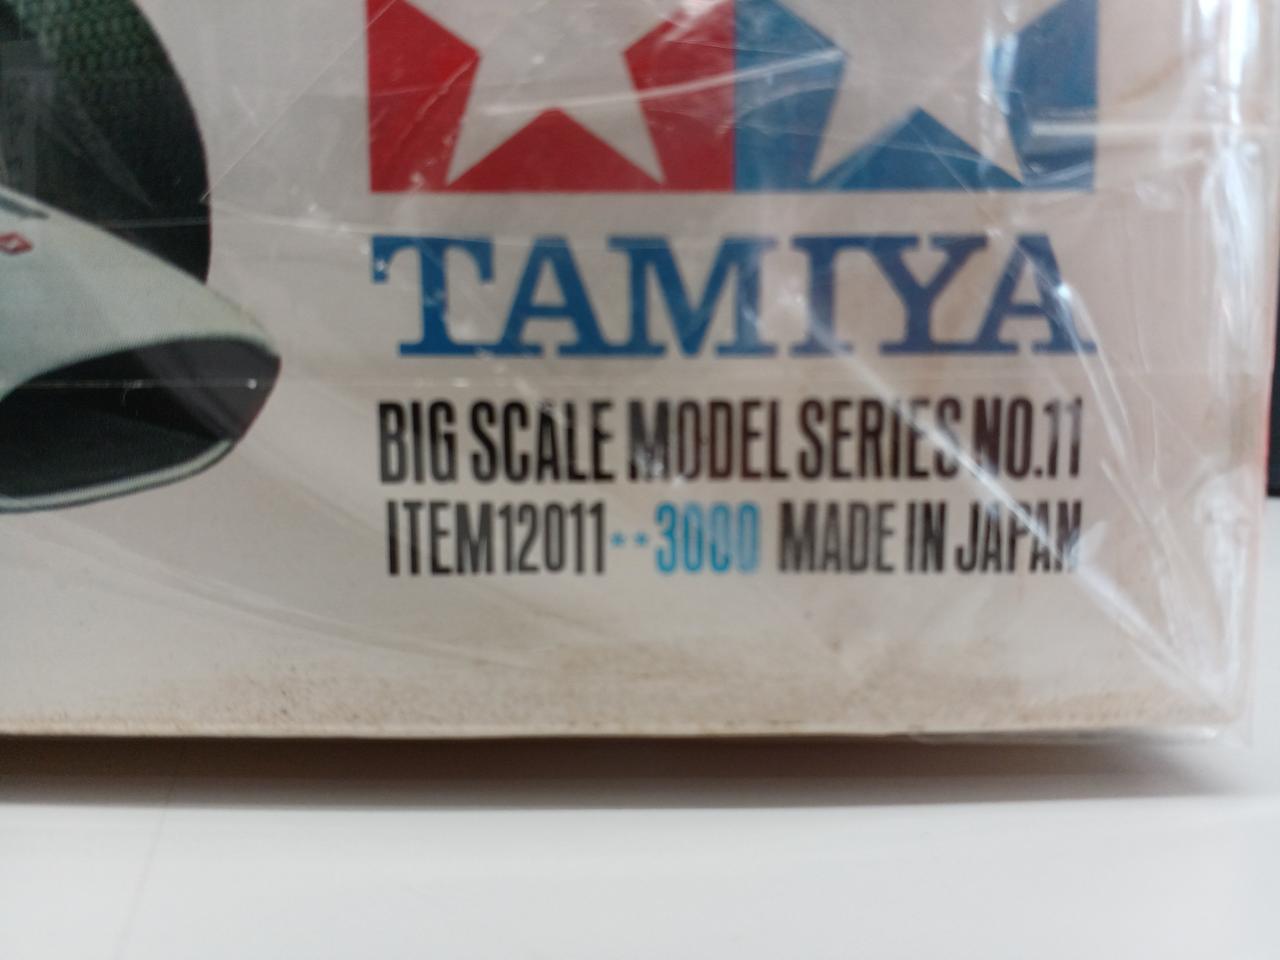 TAMIYA
BIG SCALE MODEL SERIES NO.11
ITEM12011··3000 MADE IN JAPAN